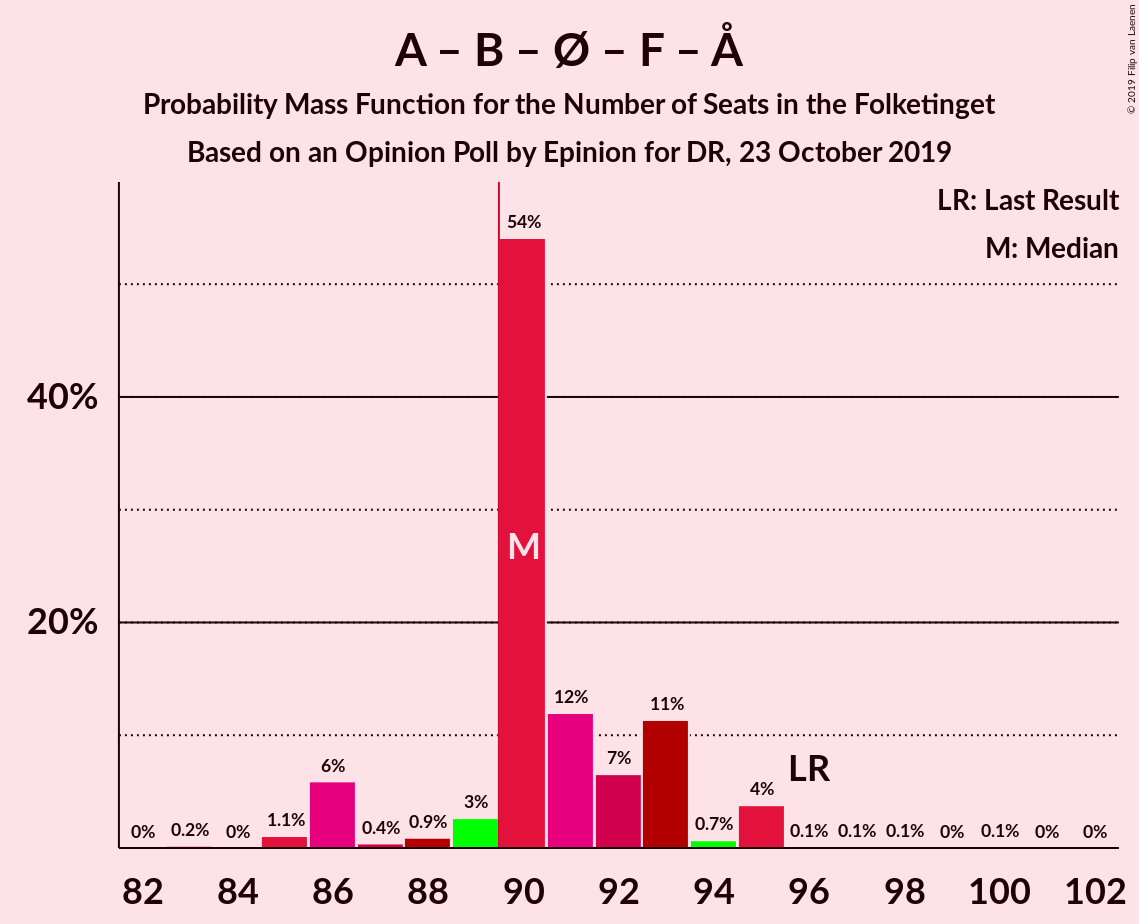 A – B – Ø – F – Å
Probability Mass Function for the Number of Seats in the Folketinget
Based on an Opinion Poll by Epinion for DR, 23 October 2019
© 2019 Filip van Laenen
LR: Last Result
M: Median
40%
20%
0%
0.2%
0%
1.1%
6%
0.4%
0.9%
3%
54%
M
12%
7%
11%
0.7%
4%
LR
0.1%
0.1%
0.1%
0%
0.1%
0%
0%
82 84 86 88 90 92 94 96 98 100 102